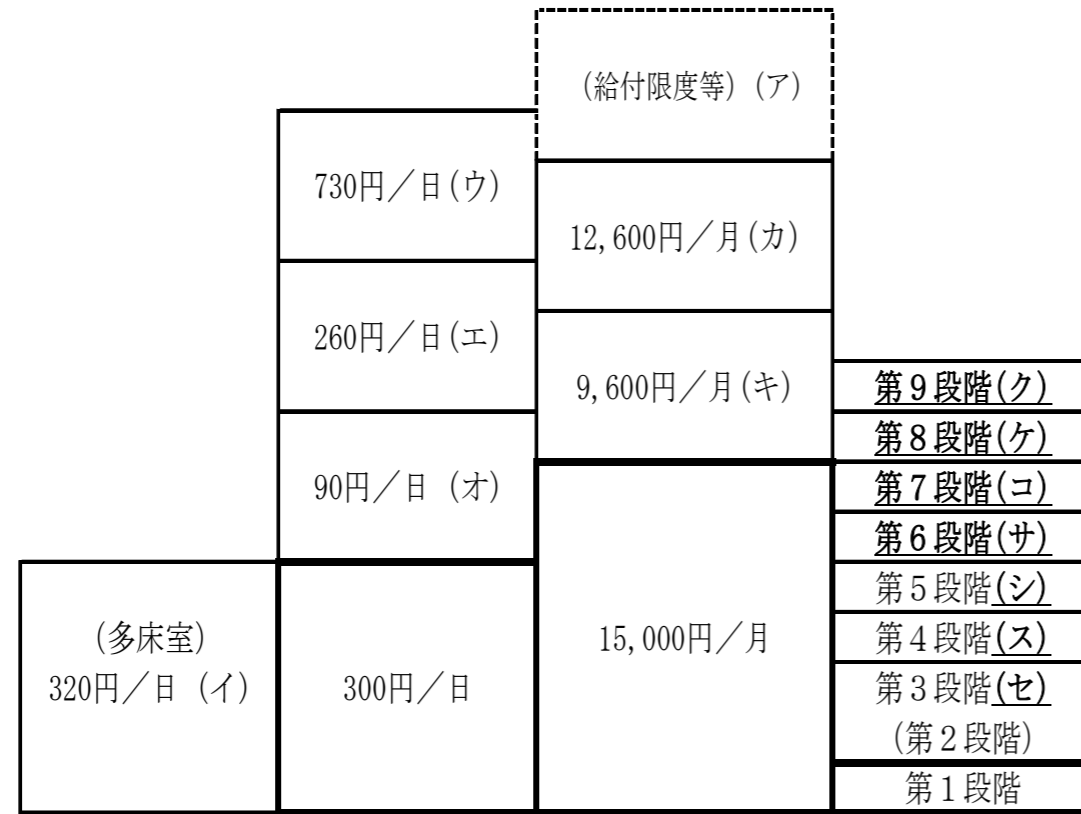 (給付限度等)(ア)
730円／日(ウ)
12,600円／月(カ)
260円／日(エ)
9,600円／月(キ)
第９段階(ク)
第８段階(ケ)
90円／日 (オ)
第７段階(コ)
第６段階(サ)
(多床室)
320円／日 (イ)
300円／日
15,000円／月
第５段階(シ)
第４段階(ス)
第３段階(セ)
(第２段階)
第１段階